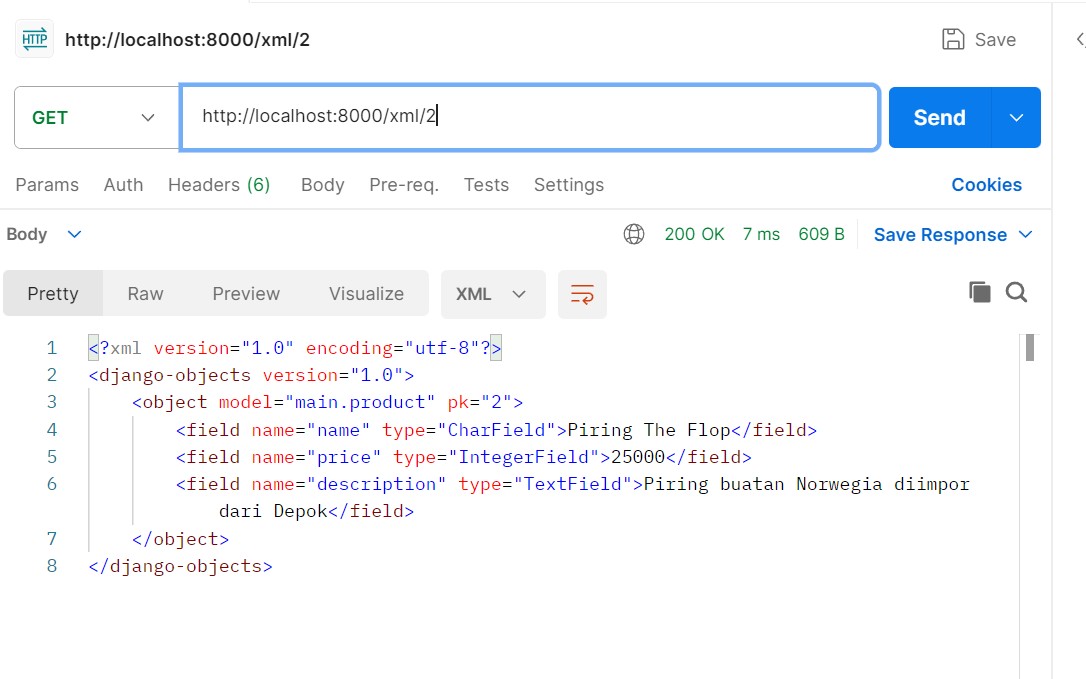 HTTP http://localhost:8000/xml/2 Save
GET http://localhost:8000/xml/2 Send
Params Auth Headers (6) Body Pre-req. Tests Settings Cookies
Body 200 OK 7 ms 609 B Save Response
Pretty Raw Preview Visualize XML
1 <?xml version="1.0" encoding="utf-8"?>
2 <django-objects version="1.0">
3 <object model="main.product" pk="2">
4 <field name="name" type="CharField">Piring The Flop</field>
5 <field name="price" type="IntegerField">25000</field>
6 <field name="description" type="TextField">Piring buatan Norwegia diimpor
dari Depok</field>
7 </object>
8 </django-objects>